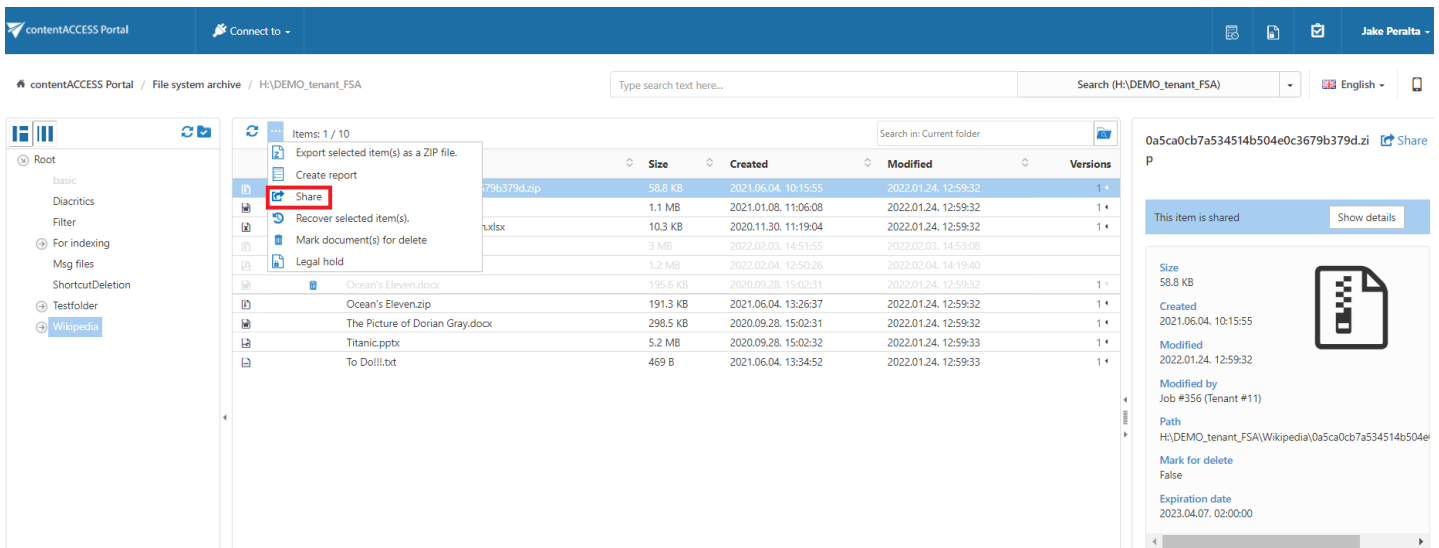 contentACCESS Portal
Connect to
Jake Peralta
contentACCESS Portal / File system archive / H:\DEMO_tenant_FSA
Type search text here...
Search (H:\DEMO_tenant_FSA)
English
Root
basic
Diacritics
Filter
For indexing
Msg files
ShortcutDeletion
Testfolder
Wikipedia
Items: 1 / 10
Search in: Current folder
Export selected item(s) as a ZIP file.
Create report
Share
Recover selected item(s).
Mark document(s) for delete
Legal hold
Size Created Modified Versions
679b379d.zip 58.8 KB 2021.06.04. 10:15:55 2022.01.24. 12:59:32 1
1.1 MB 2021.01.08. 11:06:08 2022.01.24. 12:59:32 1
.xlsx 10.3 KB 2020.11.30. 11:19:04 2022.01.24. 12:59:32 1
3 MB 2022.02.03. 14:51:55 2022.02.03. 14:53:08
1.2 MB 2022.02.04. 12:50:26 2022.02.04. 14:19:40
Ocean's Eleven.docx 195.6 KB 2020.09.28. 15:02:31 2022.01.24. 12:59:32 1
Ocean's Eleven.zip 191.3 KB 2021.06.04. 13:26:37 2022.01.24. 12:59:32 1
The Picture of Dorian Gray.docx 298.5 KB 2020.09.28. 15:02:31 2022.01.24. 12:59:32 1
Titanic.pptx 5.2 MB 2020.09.28. 15:02:32 2022.01.24. 12:59:33 1
To Do!!!.txt 469 B 2021.06.04. 13:34:52 2022.01.24. 12:59:33 1
0a5ca0cb7a534514b504e0c3679b379d.zi
p
Share
This item is shared
Show details
Size
58.8 KB
Created
2021.06.04. 10:15:55
Modified
2022.01.24. 12:59:32
Modified by
Job #356 (Tenant #11)
Path
H:\DEMO_tenant_FSA\Wikipedia\0a5ca0cb7a534514b504e
Mark for delete
False
Expiration date
2023.04.07. 02:00:00